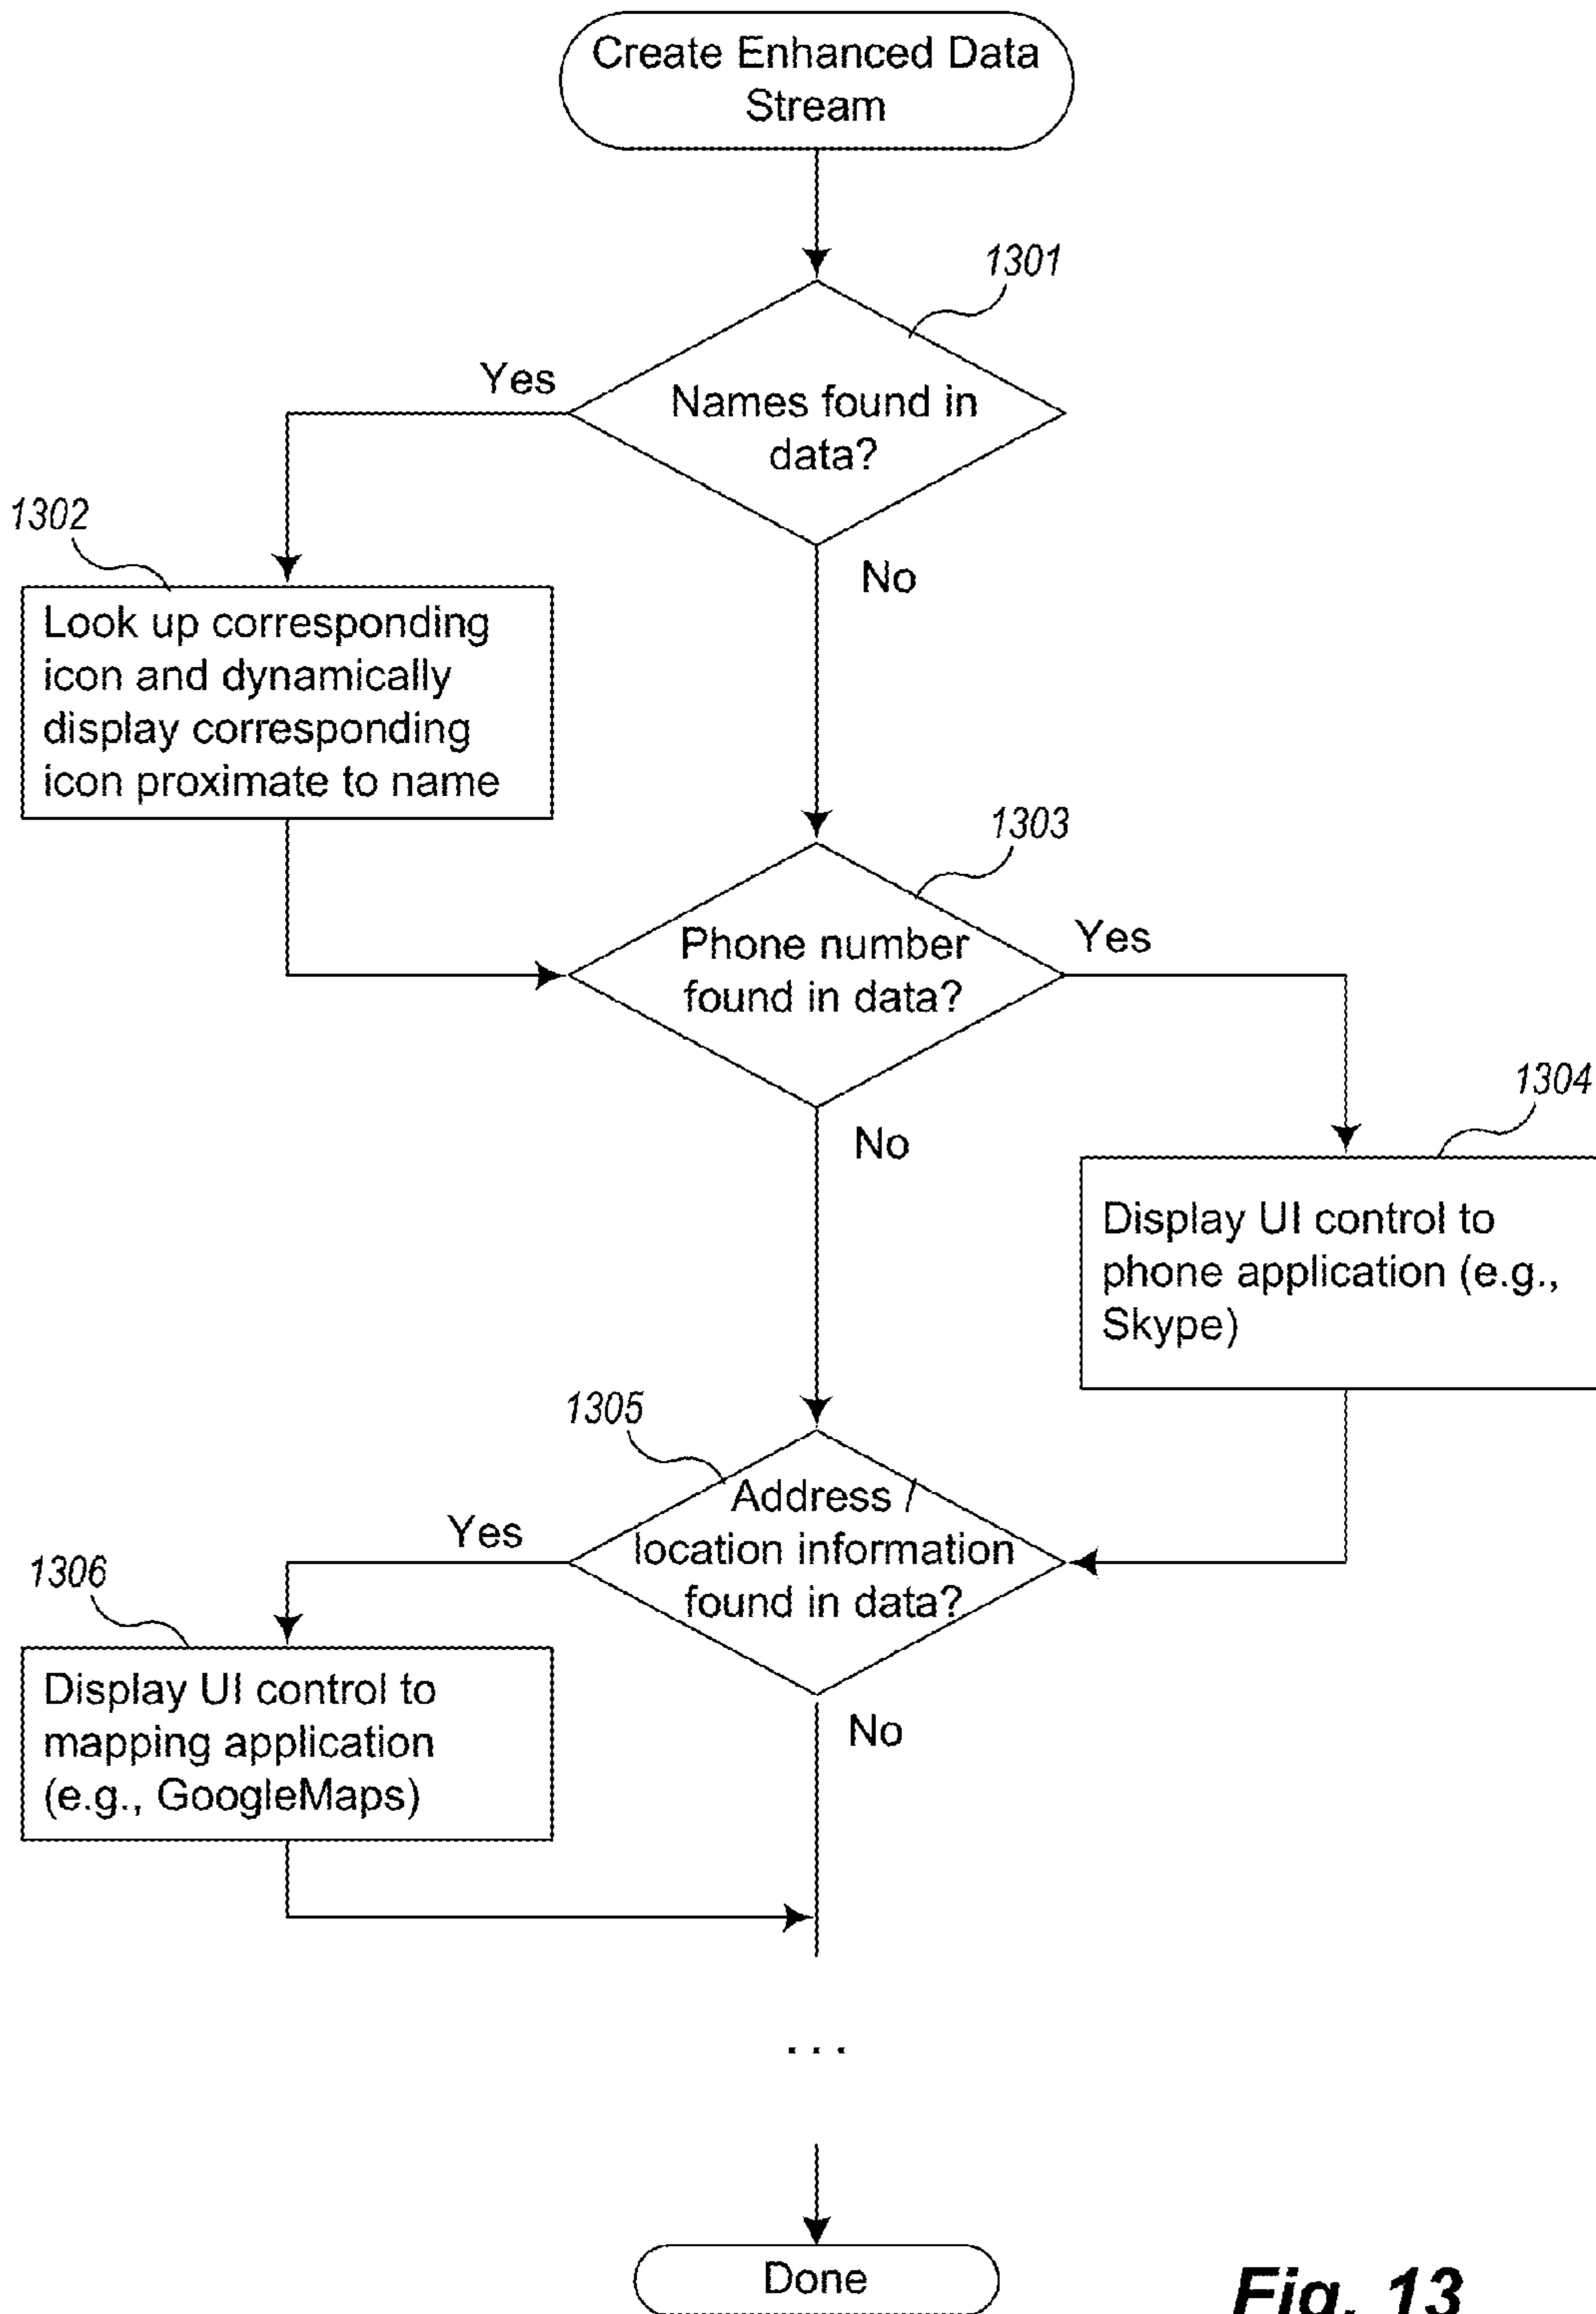 Create Enhanced Data
Stream
1301
Yes
Names found in
data?
1302
No
Look up corresponding
icon and dynamically
display corresponding
icon proximate to name
1303
Phone number
found in data?
Yes
1304
No
Display UI control to
phone application (e.g.,
Skype)
1305
Address /
location information
found in data?
Yes
1306
Display UI control to
mapping application
(e.g., GoogleMaps)
No
...
Done
Fig. 13